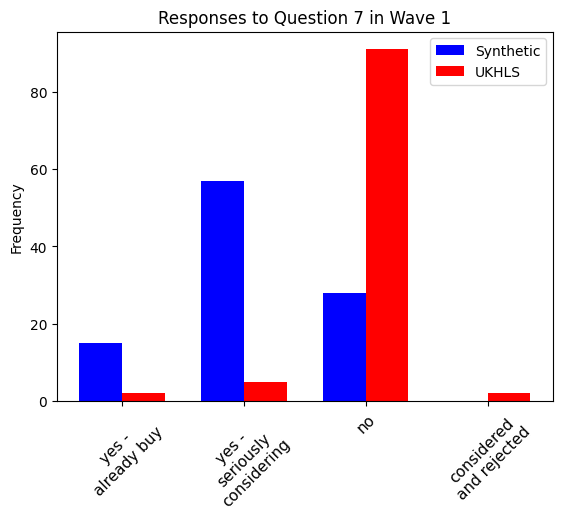 Responses to Question 7 in Wave 1
Synthetic
UKHLS
Frequency
80
60
40
20
0
yes -
already buy
yes -
seriously
considering
no
considered
and rejected